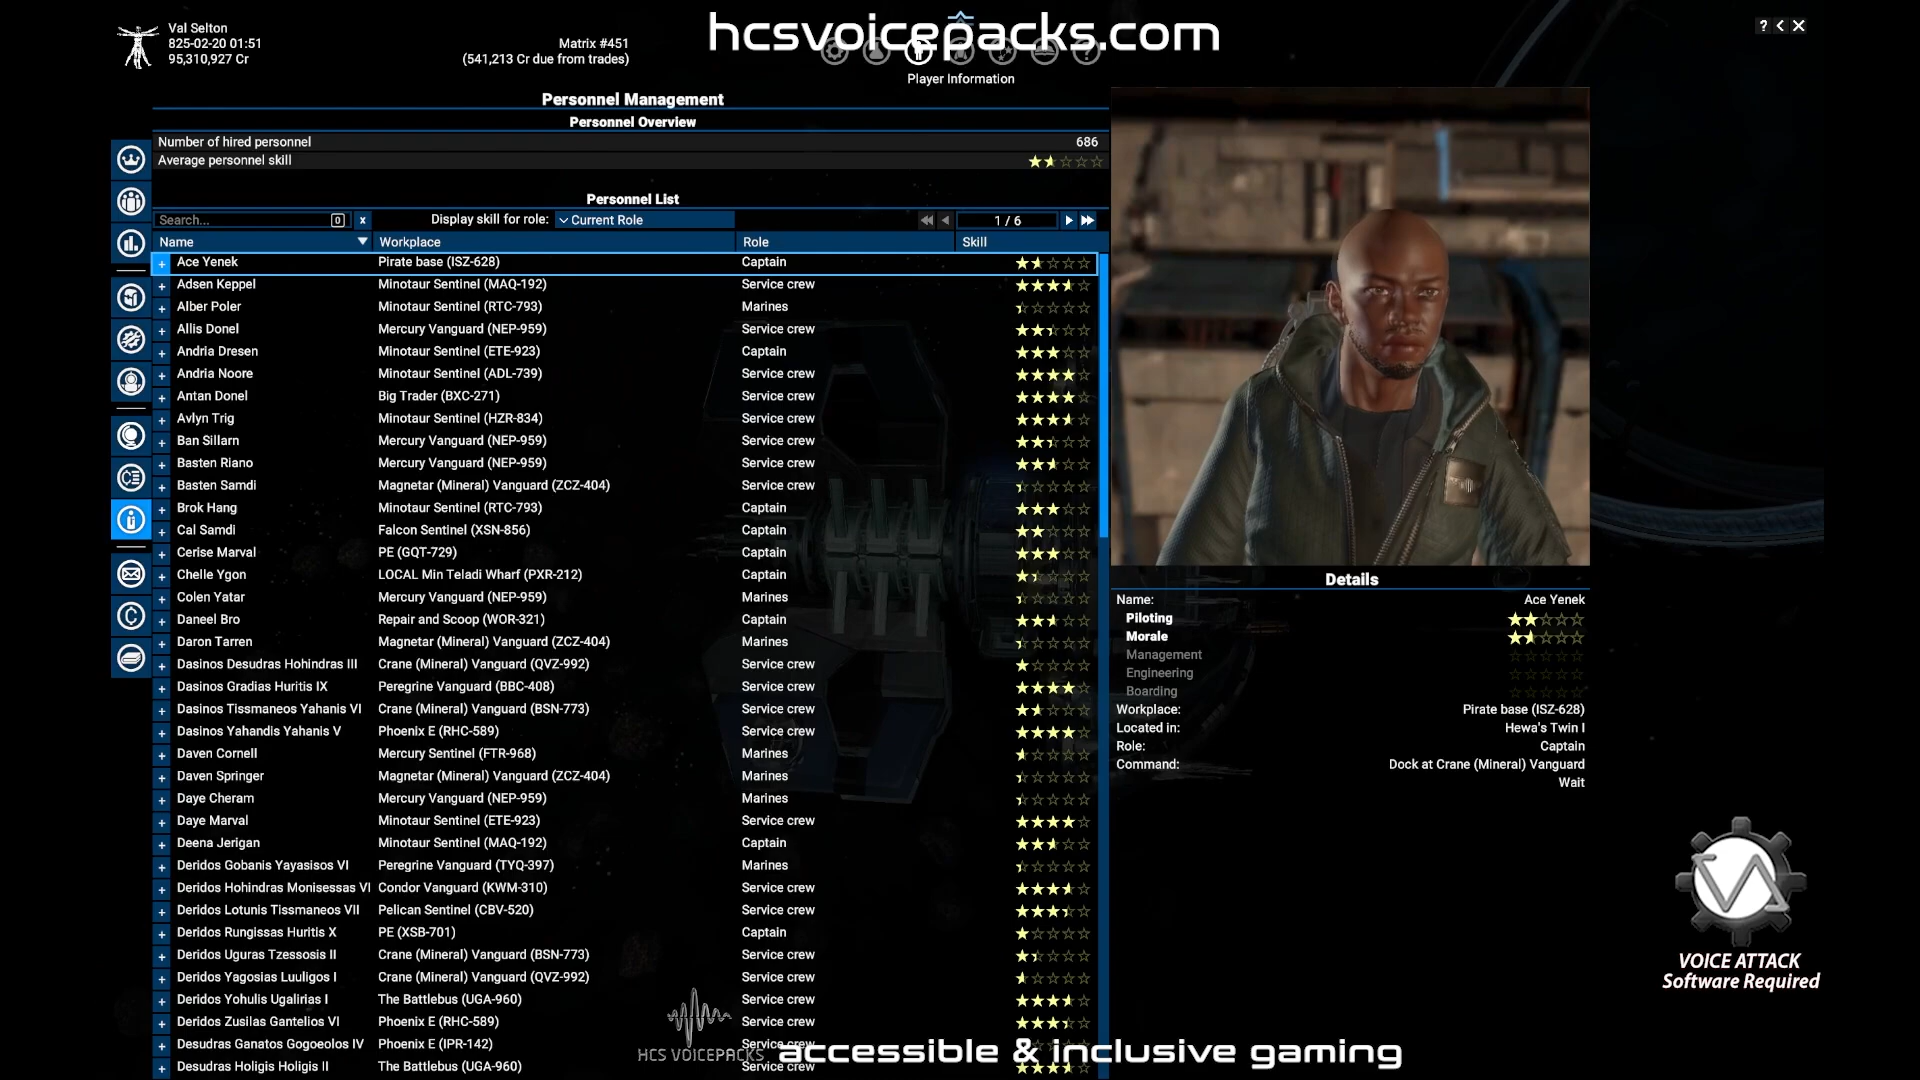 hcsvoicepacks.com
? < ✕
Val Selton
825-02-20 01:51
95,310,927 Cr
Matrix #451
(541,213 Cr due from trades)
Player Information
Personnel Management
Personnel Overview
Number of hired personnel 686
Average personnel skill
Personnel List
Search... 0 x Display skill for role: Current Role 1 / 6
Name Workplace Role Skill
Ace Yenek Pirate base (ISZ-628) Captain
Adsen Keppel Minotaur Sentinel (MAQ-192) Service crew
Alber Poler Minotaur Sentinel (RTC-793) Marines
Allis Donel Mercury Vanguard (NEP-959) Service crew
Andria Dresen Minotaur Sentinel (ETE-923) Captain
Andria Noore Minotaur Sentinel (ADL-739) Service crew
Antan Donel Big Trader (BXC-271) Service crew
Avlyn Trig Minotaur Sentinel (HZR-834) Service crew
Ban Sillarn Mercury Vanguard (NEP-959) Service crew
Basten Riano Mercury Vanguard (NEP-959) Service crew
Basten Samdi Magnetar (Mineral) Vanguard (ZCZ-404) Service crew
Brok Hang Minotaur Sentinel (RTC-793) Captain
Cal Samdi Falcon Sentinel (XSN-856) Captain
Cerise Marval PE (GQT-729) Captain
Chelle Ygon LOCAL Min Teladi Wharf (PXR-212) Captain
Colen Yatar Mercury Vanguard (NEP-959) Marines
Daneel Bro Repair and Scoop (WOR-321) Captain
Daron Tarren Magnetar (Mineral) Vanguard (ZCZ-404) Marines
Dasinos Desudras Hohindras III Crane (Mineral) Vanguard (QVZ-992) Service crew
Dasinos Gradias Huritis IX Peregrine Vanguard (BBC-408) Service crew
Dasinos Tissmaneos Yahanis VI Crane (Mineral) Vanguard (BSN-773) Service crew
Dasinos Yahandis Yahanis V Phoenix E (RHC-589) Service crew
Daven Cornell Mercury Sentinel (FTR-968) Marines
Daven Springer Magnetar (Mineral) Vanguard (ZCZ-404) Marines
Daye Cheram Mercury Vanguard (NEP-959) Marines
Daye Marval Minotaur Sentinel (ETE-923) Service crew
Deena Jerigan Minotaur Sentinel (MAQ-192) Captain
Deridos Gobanis Yayasisos VI Peregrine Vanguard (TYQ-397) Marines
Deridos Hohindras Monisessas VI Condor Vanguard (KWM-310) Service crew
Deridos Lotunis Tissmaneos VII Pelican Sentinel (CBV-520) Service crew
Deridos Rungissas Huritis X PE (XSB-701) Captain
Deridos Uguras Tzessosis II Crane (Mineral) Vanguard (BSN-773) Service crew
Deridos Yagosias Luuligos I Crane (Mineral) Vanguard (QVZ-992) Service crew
Deridos Yohulis Ugalirias I The Battlebus (UGA-960) Service crew
Deridos Zusilas Gantelios VI Phoenix E (RHC-589) Service crew
Desudras Ganatos Gogoeolos IV Phoenix E (IPR-142) Service crew
Desudras Holigis Holigis II The Battlebus (UGA-960) Service crew
Details
Name: Ace Yenek
Piloting
Morale
Management
Engineering
Boarding
Workplace: Pirate base (ISZ-628)
Located in: Hewa's Twin I
Role: Captain
Command: Dock at Crane (Mineral) Vanguard
Wait
VA
VOICE ATTACK
Software Required
HCS VOICEPACKS
accessible & inclusive gaming